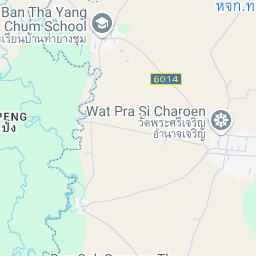 Ban Tha Yang
Chum School
เรียนบ้านท่ายางชุม
หจก.ท
6014
Wat Pra Si Charoen
วัดพระศรีเจริญ
อำนาจเจริญ
PENG
ป่ง